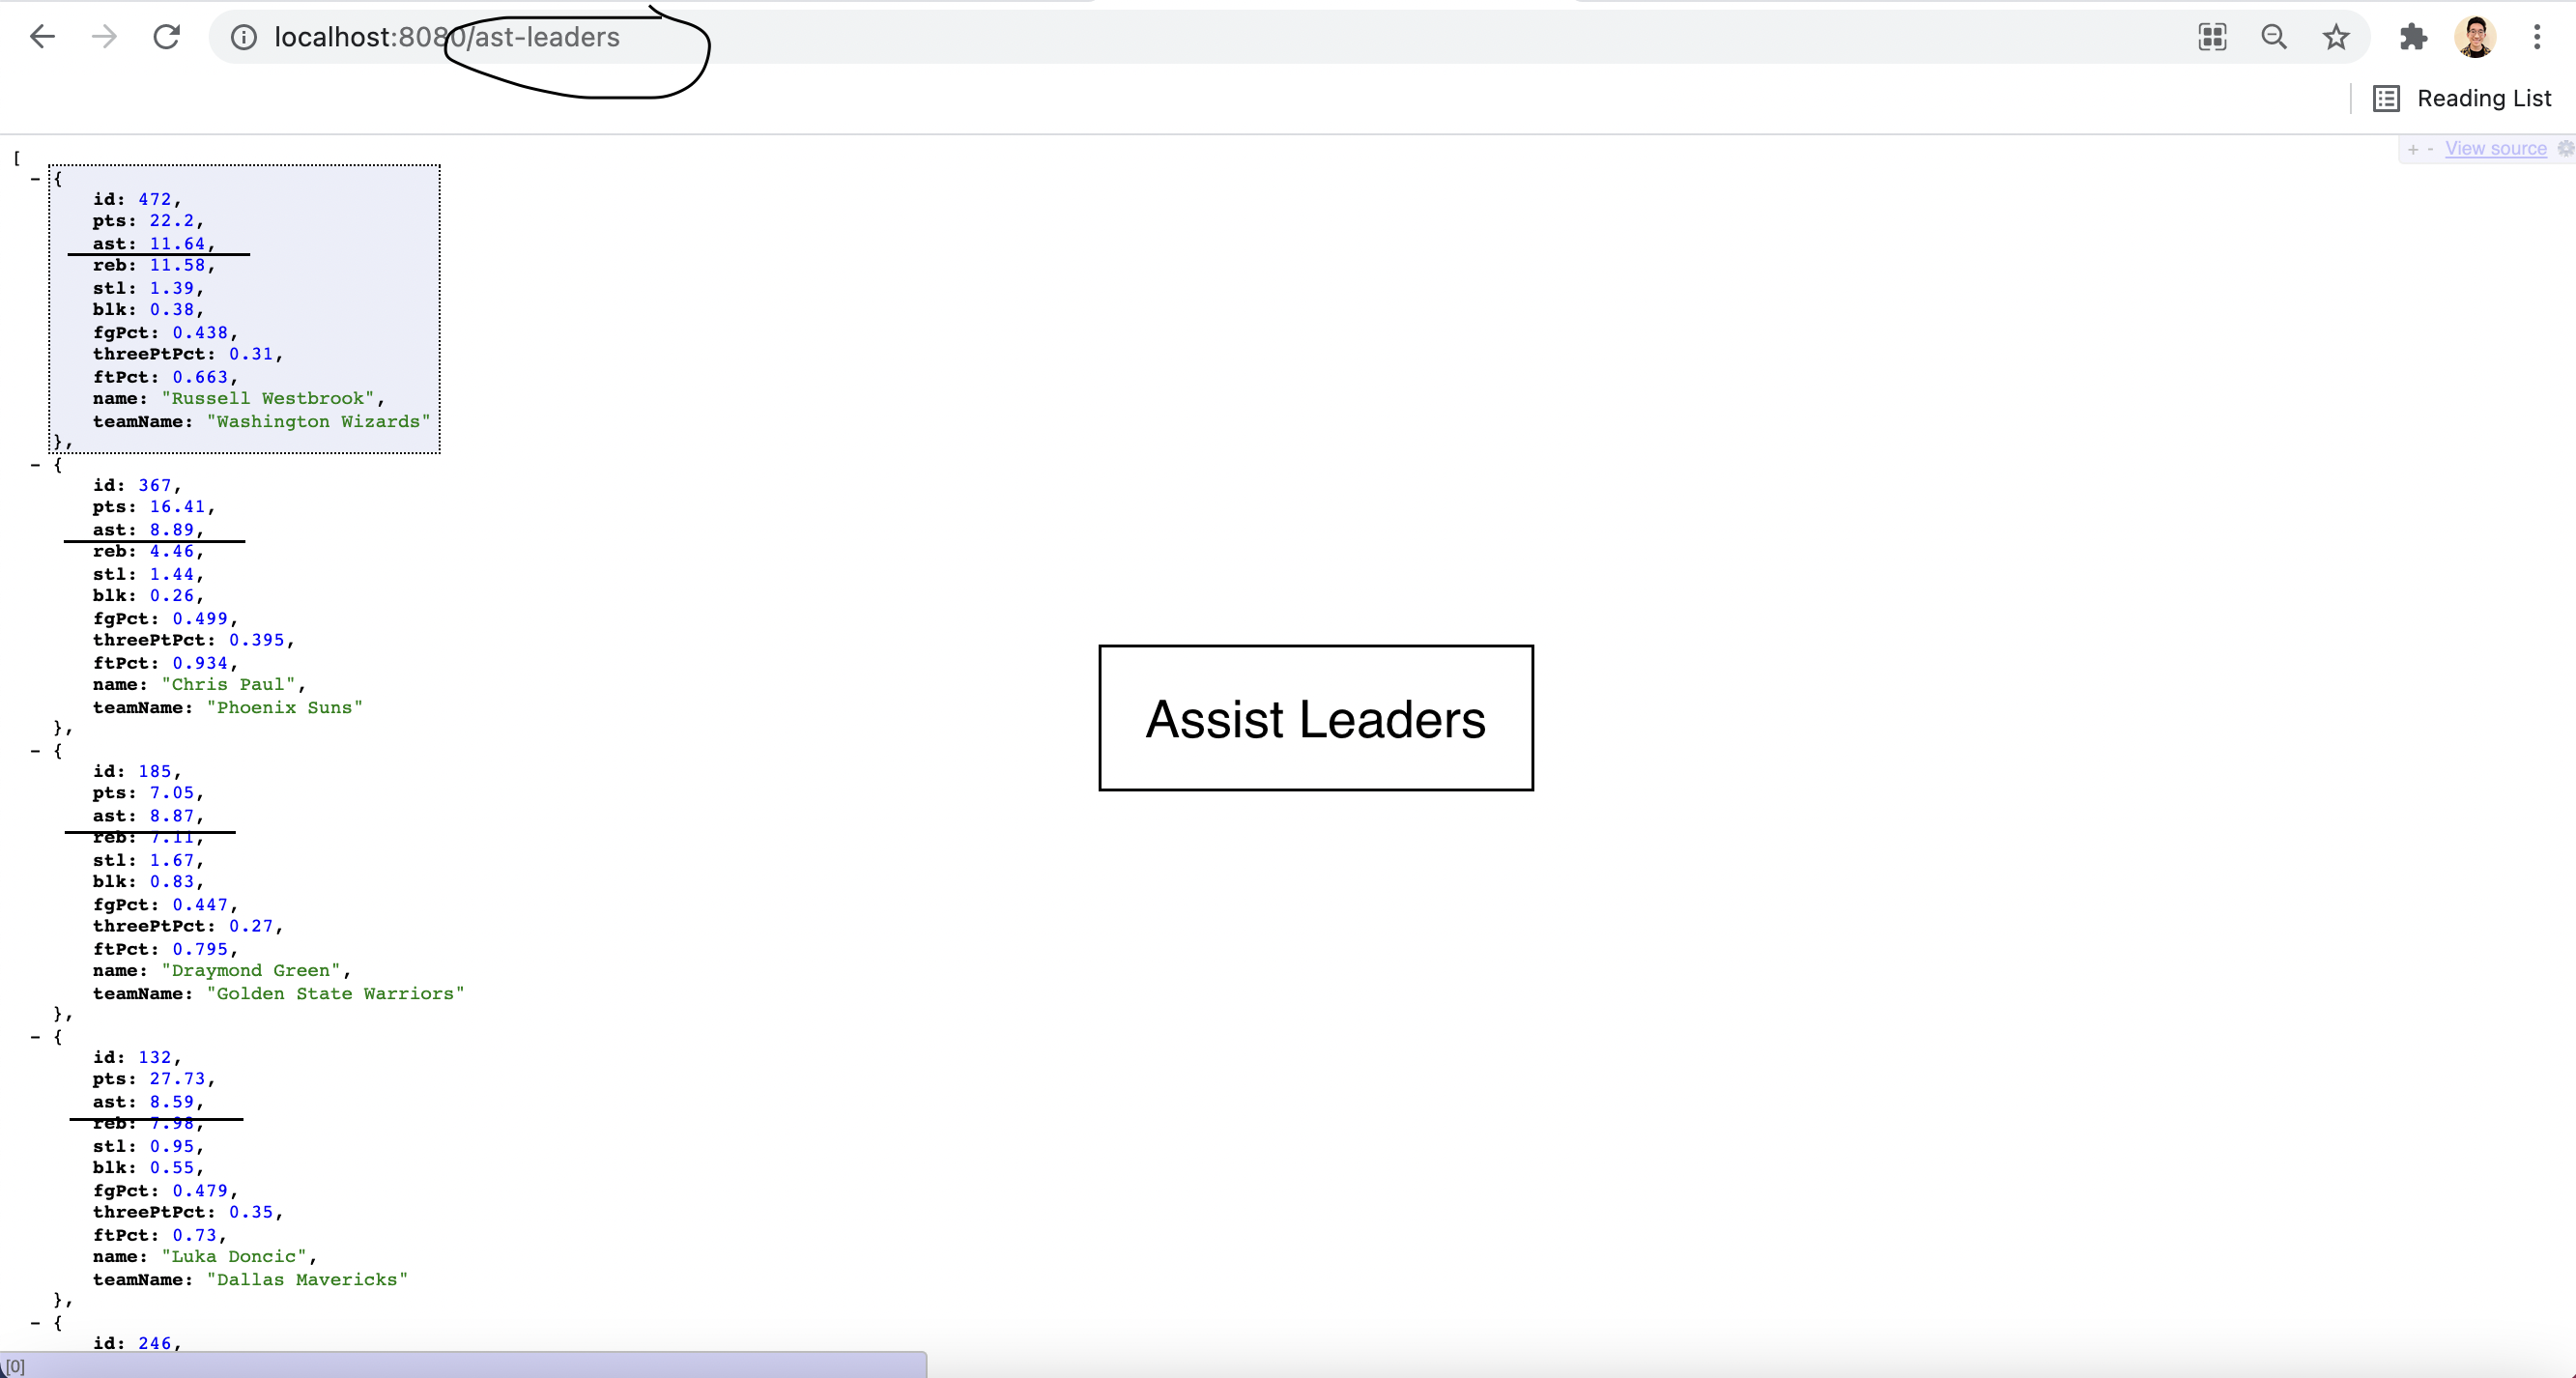 localhost:8080/ast-leaders
Reading List
+ - View source
[
- {
id: 472,
pts: 22.2,
ast: 11.64,
reb: 11.58,
stl: 1.39,
blk: 0.38,
fgPct: 0.438,
threePtPct: 0.31,
ftPct: 0.663,
name: "Russell Westbrook",
teamName: "Washington Wizards"
},
- {
id: 367,
pts: 16.41,
ast: 8.89,
reb: 4.46,
stl: 1.44,
blk: 0.26,
fgPct: 0.499,
threePtPct: 0.395,
ftPct: 0.934,
name: "Chris Paul",
teamName: "Phoenix Suns"
},
- {
id: 185,
pts: 7.05,
ast: 8.87,
reb: 7.11,
stl: 1.67,
blk: 0.83,
fgPct: 0.447,
threePtPct: 0.27,
ftPct: 0.795,
name: "Draymond Green",
teamName: "Golden State Warriors"
},
- {
id: 132,
pts: 27.73,
ast: 8.59,
reb: 7.98,
stl: 0.95,
blk: 0.55,
fgPct: 0.479,
threePtPct: 0.35,
ftPct: 0.73,
name: "Luka Doncic",
teamName: "Dallas Mavericks"
},
- {
id: 246,
[0]
Assist Leaders